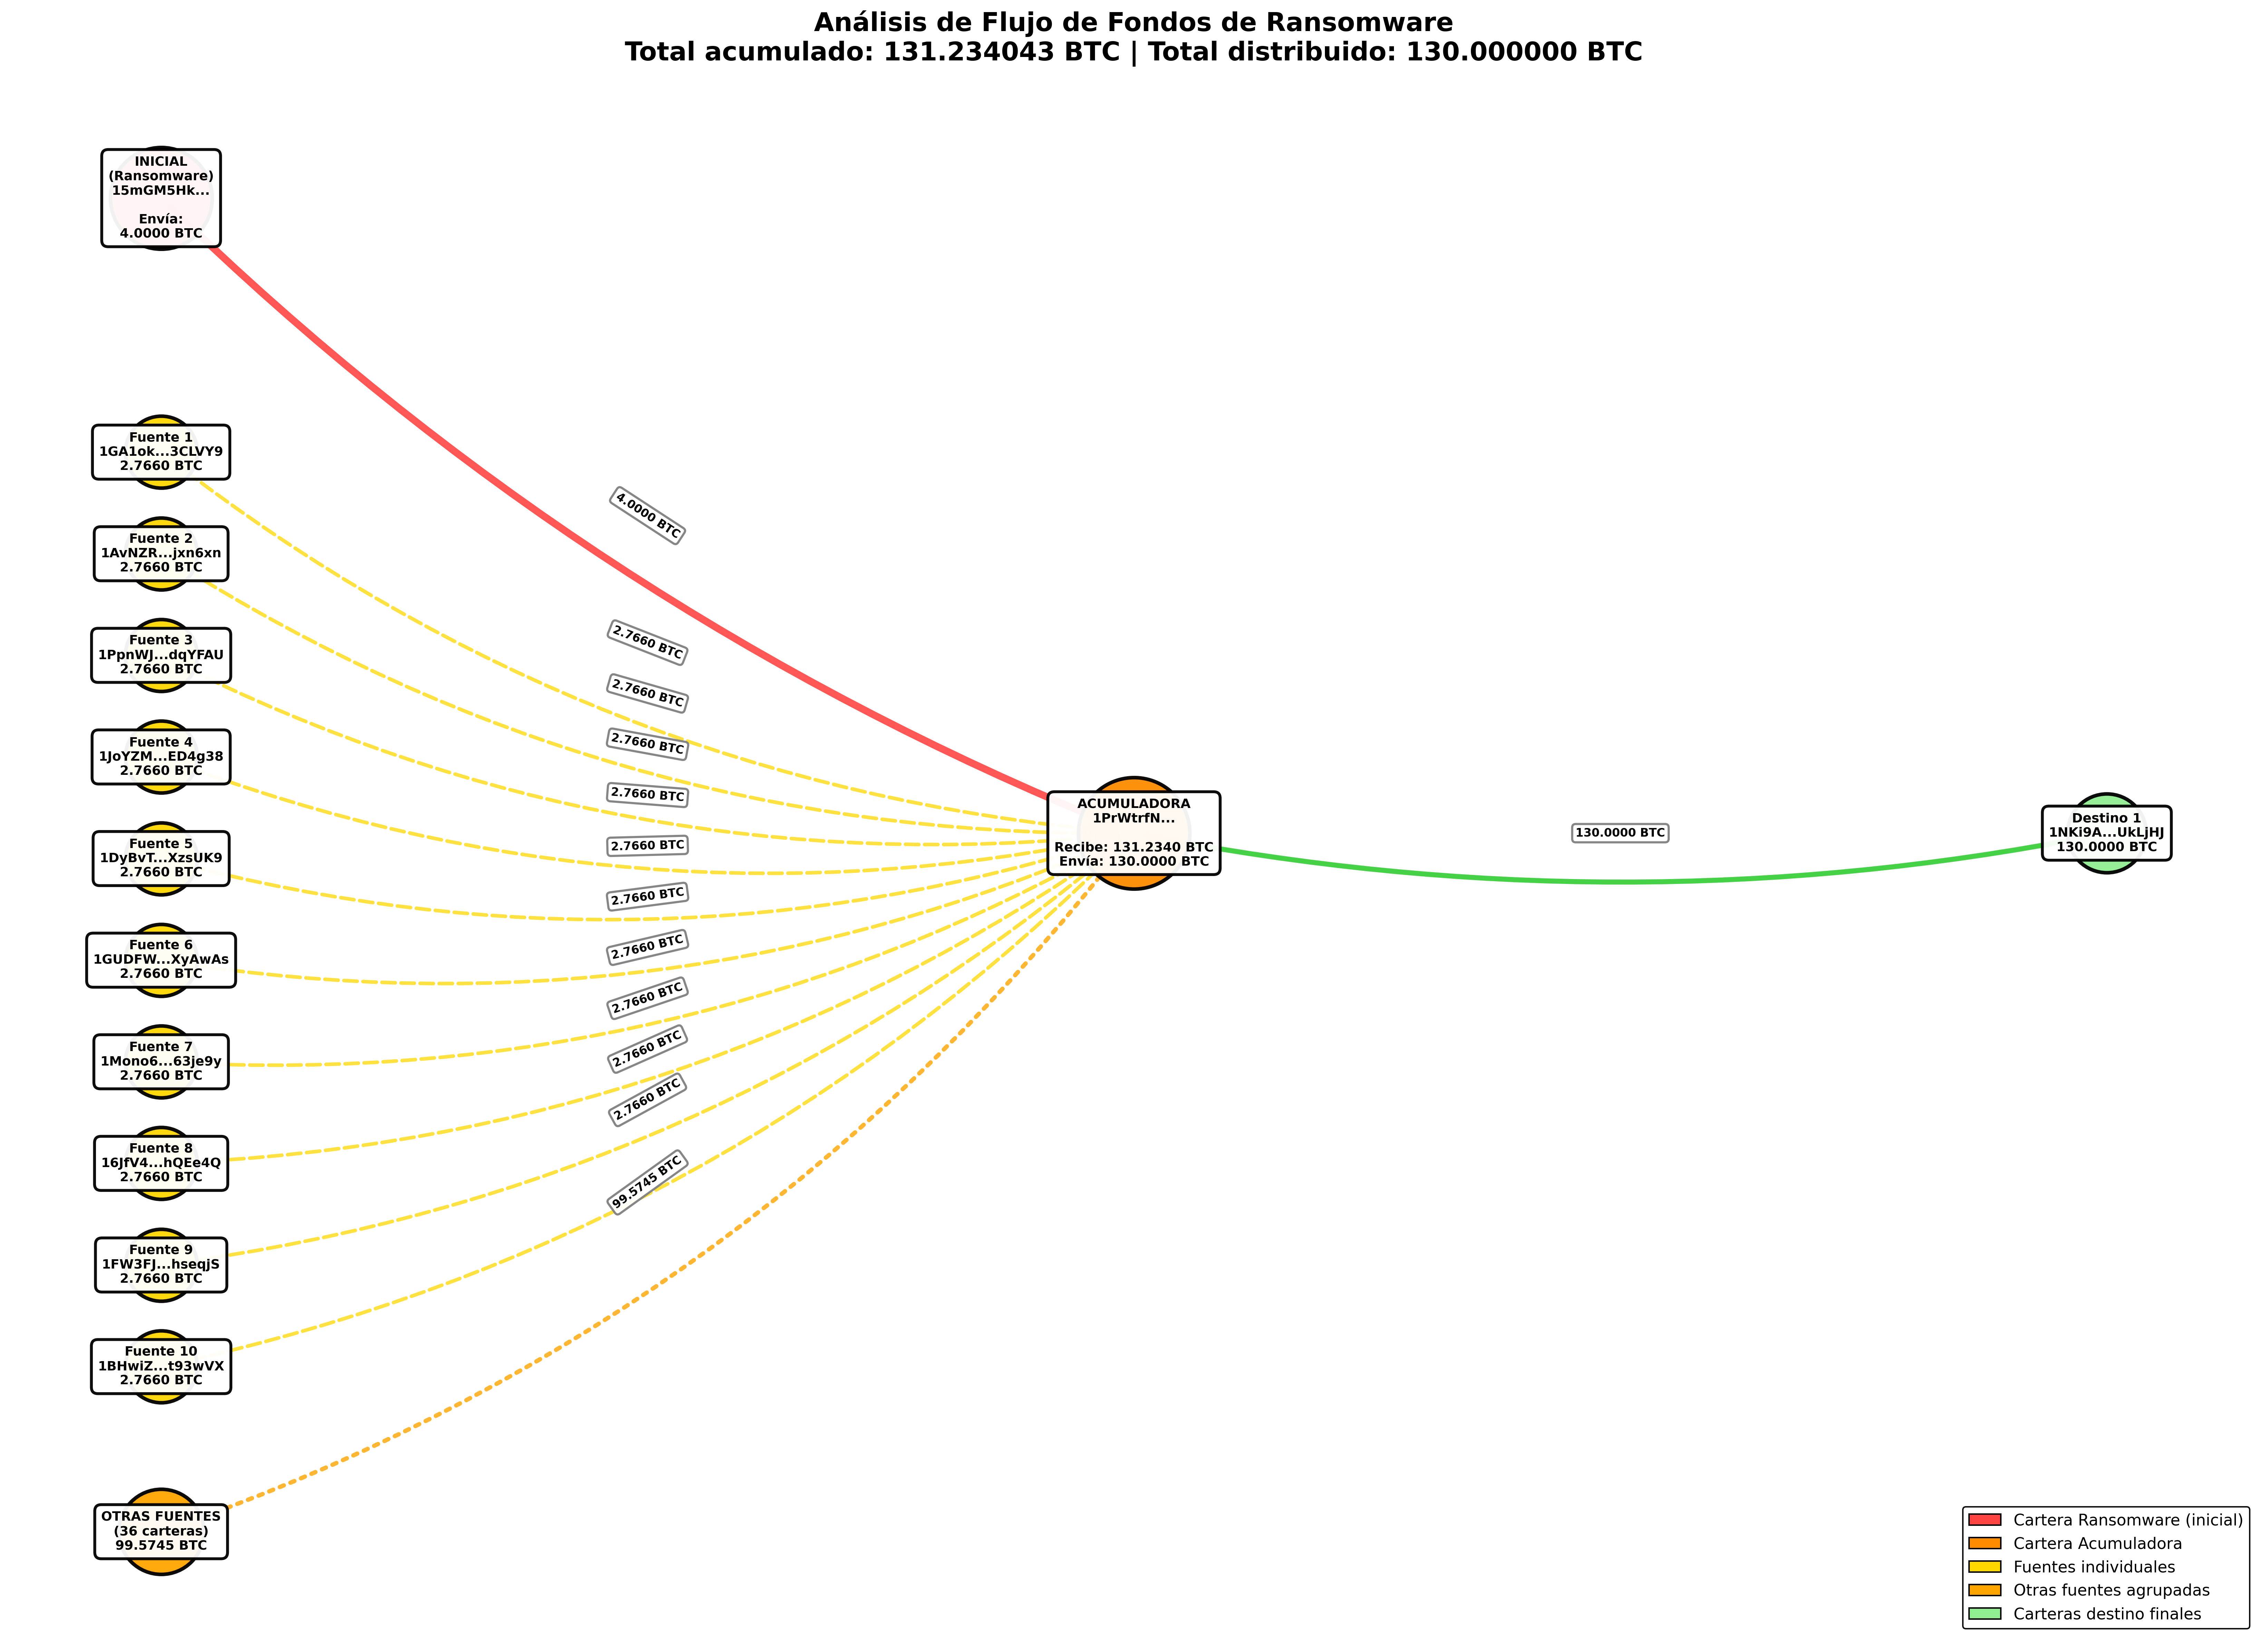 Análisis de Flujo de Fondos de Ransomware
Total acumulado: 131.234043 BTC | Total distribuido: 130.000000 BTC
INICIAL
(Ransomware)
15mGM5Hk...
Envía:
4.0000 BTC
Fuente 1
1GA1ok...3CLVY9
2.7660 BTC
Fuente 2
1AvNZR...jxn6xn
2.7660 BTC
Fuente 3
1PpnWJ...dqYFAU
2.7660 BTC
Fuente 4
1JoYZM...ED4g38
2.7660 BTC
Fuente 5
1DyBvT...XzsUK9
2.7660 BTC
Fuente 6
1GUDFW...XyAwAs
2.7660 BTC
Fuente 7
1Mono6...63je9y
2.7660 BTC
Fuente 8
16JfV4...hQEe4Q
2.7660 BTC
Fuente 9
1FW3FJ...hseqjS
2.7660 BTC
Fuente 10
1BHwiZ...t93wVX
2.7660 BTC
OTRAS FUENTES
(36 carteras)
99.5745 BTC
4.0000 BTC
2.7660 BTC
2.7660 BTC
2.7660 BTC
2.7660 BTC
2.7660 BTC
2.7660 BTC
2.7660 BTC
2.7660 BTC
2.7660 BTC
2.7660 BTC
99.5745 BTC
ACUMULADORA
1PrWtrfN...
Recibe: 131.2340 BTC
Envía: 130.0000 BTC
130.0000 BTC
Destino 1
1NKi9A...UkLjHJ
130.0000 BTC
Cartera Ransomware (inicial)
Cartera Acumuladora
Fuentes individuales
Otras fuentes agrupadas
Carteras destino finales